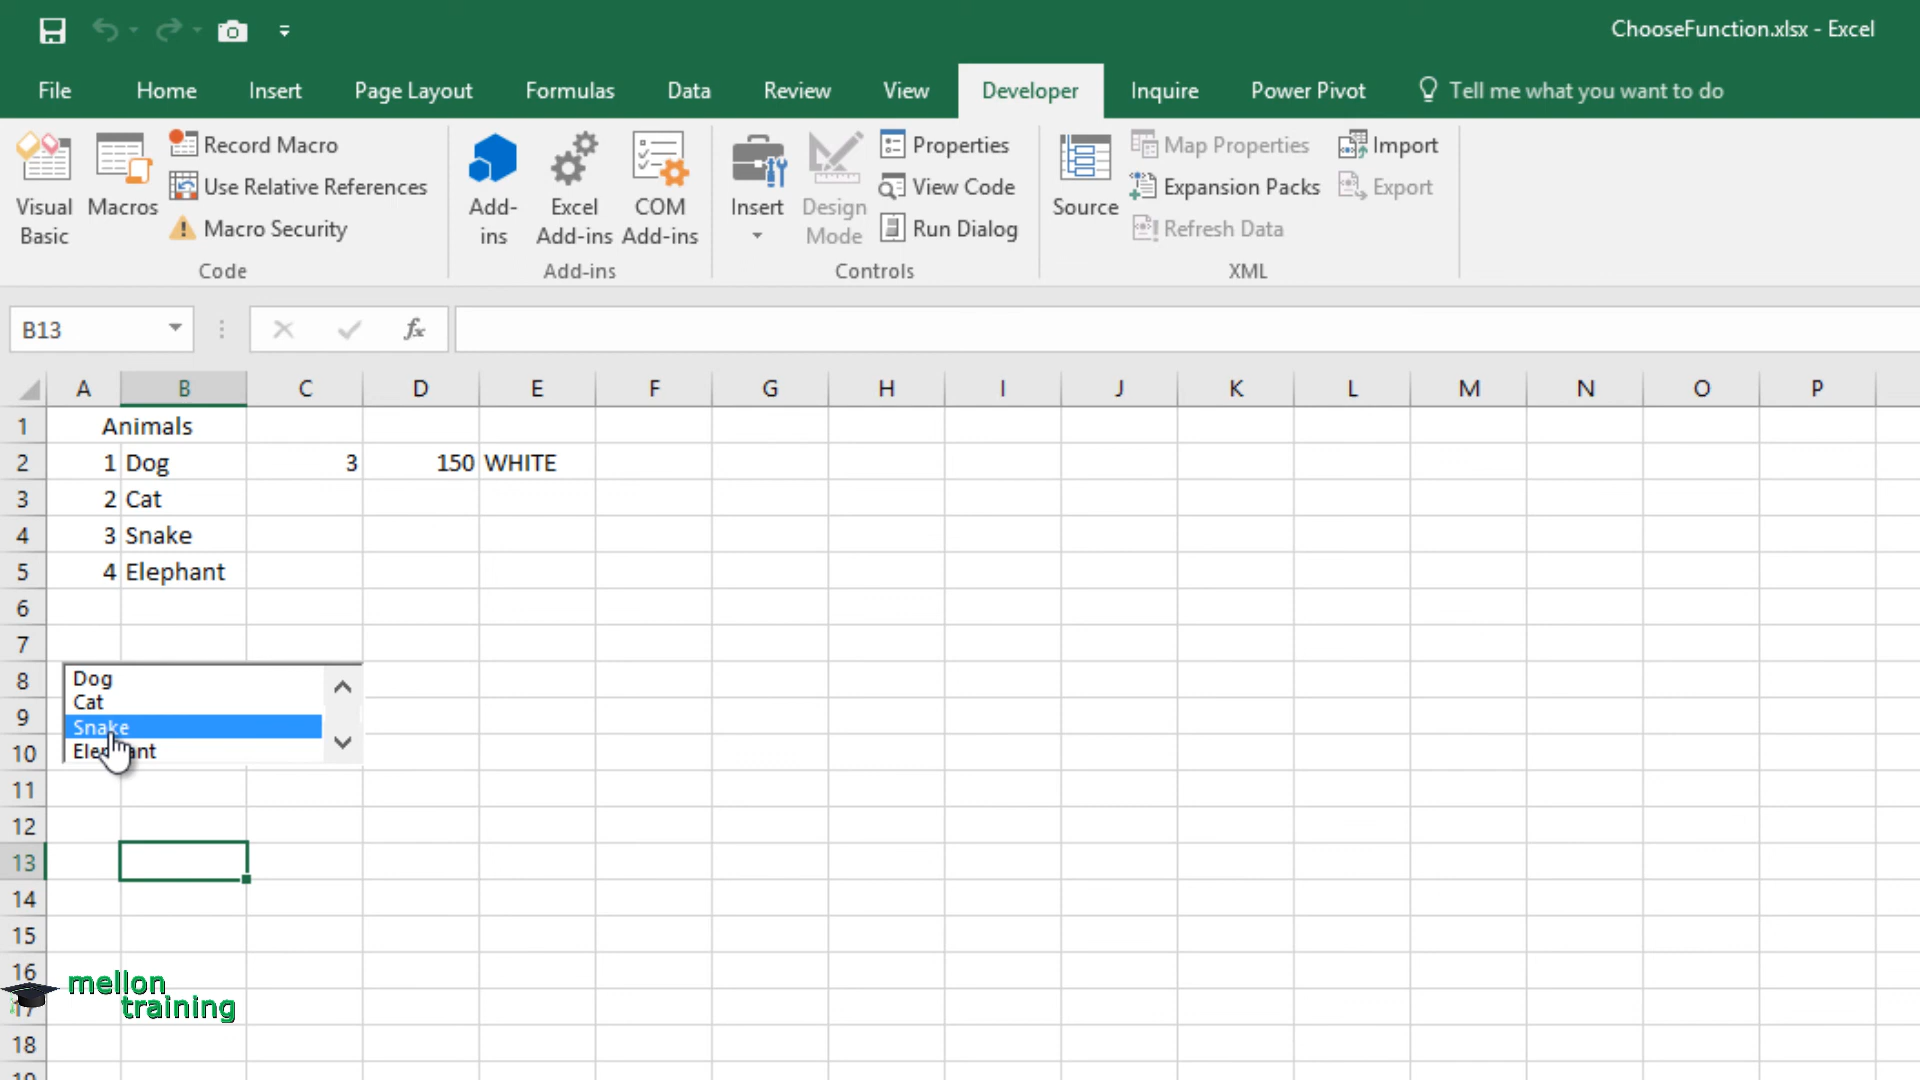 ChooseFunction.xlsx - Excel
File Home Insert Page Layout Formulas Data Review View Developer Inquire Power Pivot Tell me what you want to do
Visual Basic
Macros
Record Macro
Use Relative References
Macro Security
Code
Add-ins
Excel Add-ins
COM Add-ins
Add-ins
Insert
Design Mode
Properties
View Code
Run Dialog
Controls
Source
Map Properties
Expansion Packs
Refresh Data
Import
Export
XML
B13 fx
A B C D E F G H I J K L M N O P
1 Animals
2 1 Dog 3 150 WHITE
3 2 Cat
4 3 Snake
5 4 Elephant
6
7
8 Dog
Cat
9 Snake
10 Elephant
11
12
13
14
15
16
mellon
17 training
18
19